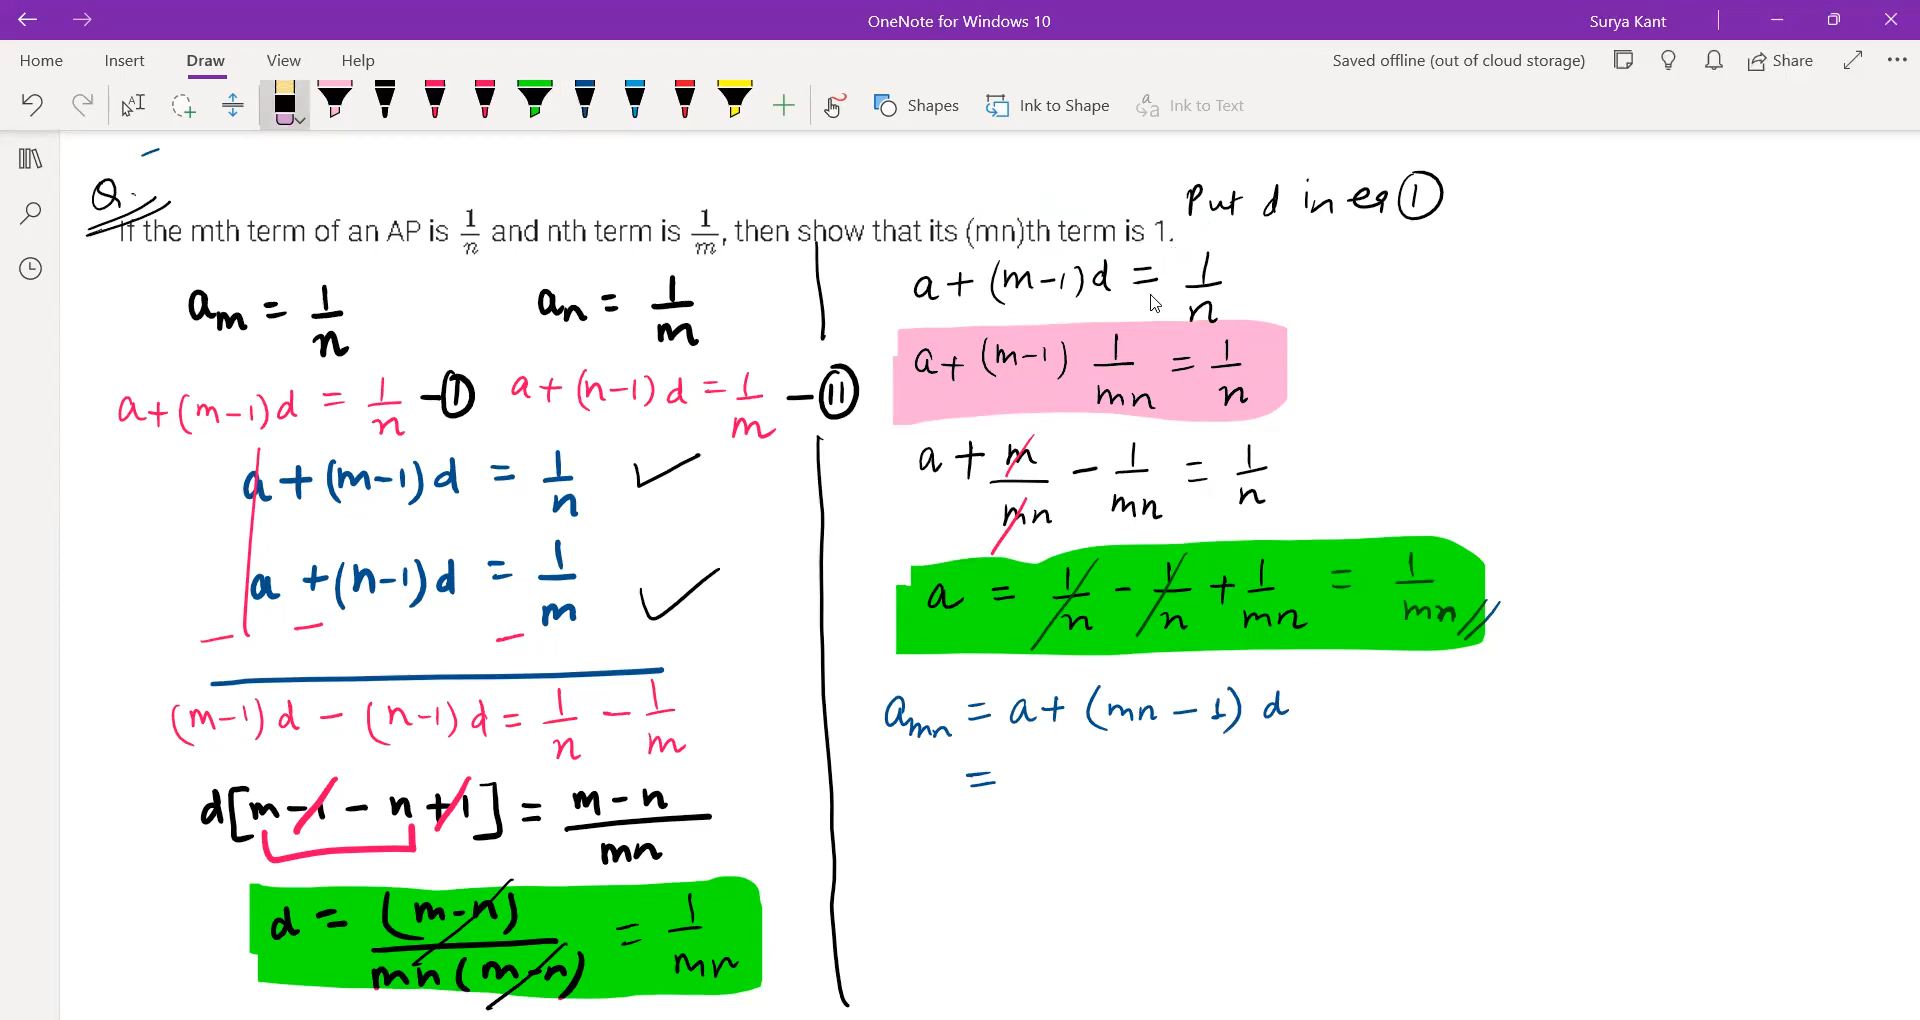 OneNote for Windows 10
Surya Kant
Home Insert Draw View Help
Saved offline (out of cloud storage)
Share
Shapes
Ink to Shape
Ink to Text
Q.
If the mth term of an AP is 1/n and nth term is 1/m, then show that its (mn)th term is 1.
am = 1/n
an = 1/m
a+(m-1)d = 1/n - I
a+(n-1)d = 1/m - II
a+(m-1)d = 1/n ✓
a+(n-1)d = 1/m ✓
- - -
(m-1)d - (n-1)d = 1/n - 1/m
d[m-1-n+1] = m-n/mn
d = (m-n)/mn(m-n) = 1/mn
Put d in eq I
a+(m-1)d = 1/n
a+(m-1) 1/mn = 1/n
a+ m/mn - 1/mn = 1/n
a = 1/n - 1/n + 1/mn = 1/mn
amn = a+(mn-1)d
=